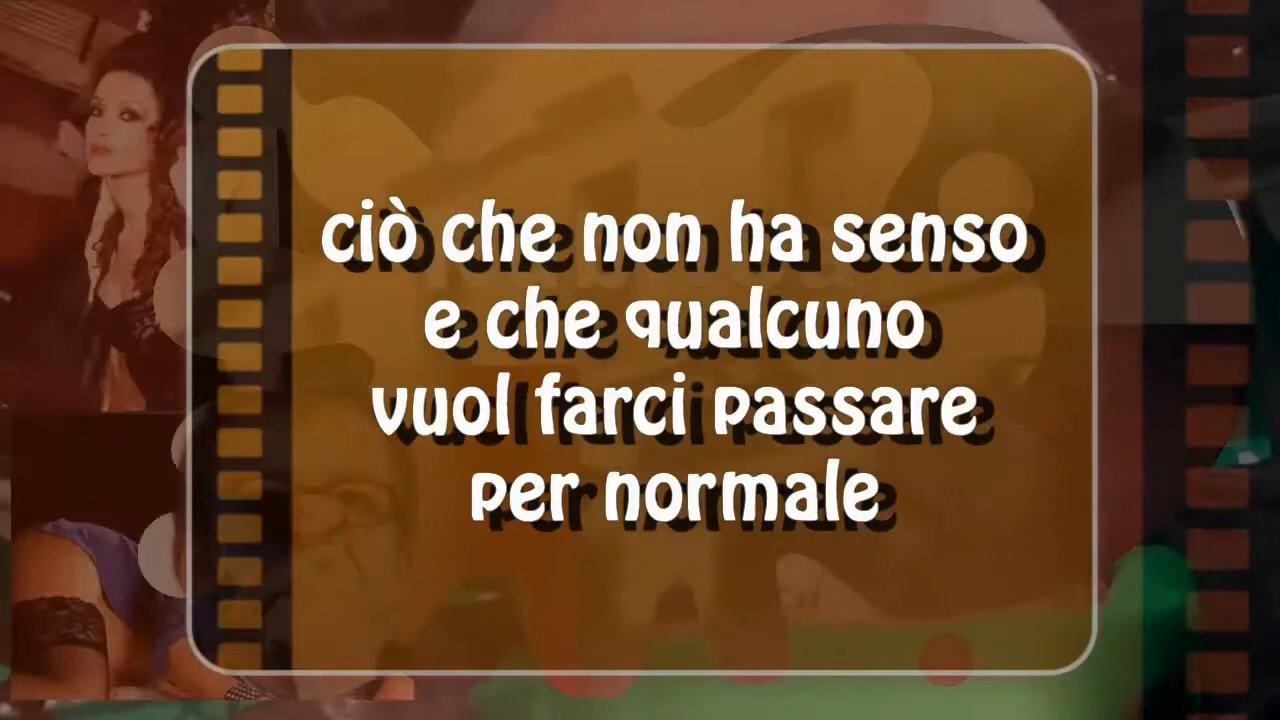 ciò che non ha senso
e che qualcuno
vuol farci passare
per normale